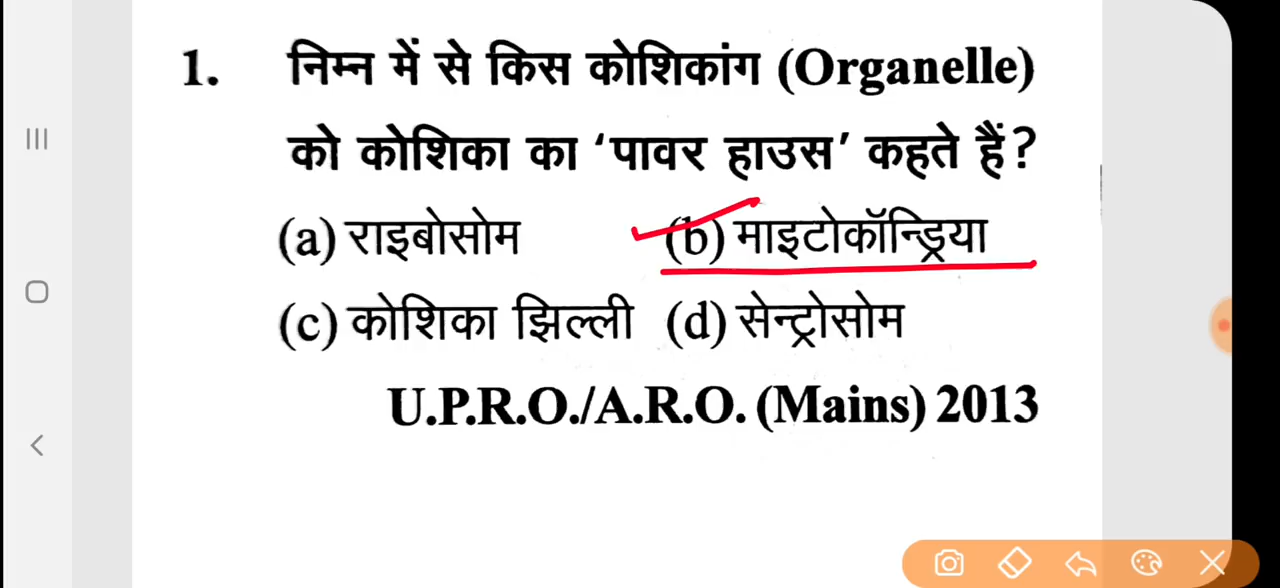 1. निम्न में से किस कोशिकांग (Organelle)
को कोशिका का ‘पावर हाउस’ कहते हैं?
(a) राइबोसोम (b) माइटोकॉन्ड्रिया
(c) कोशिका झिल्ली (d) सेन्ट्रोसोम
U.P.R.O./A.R.O. (Mains) 2013